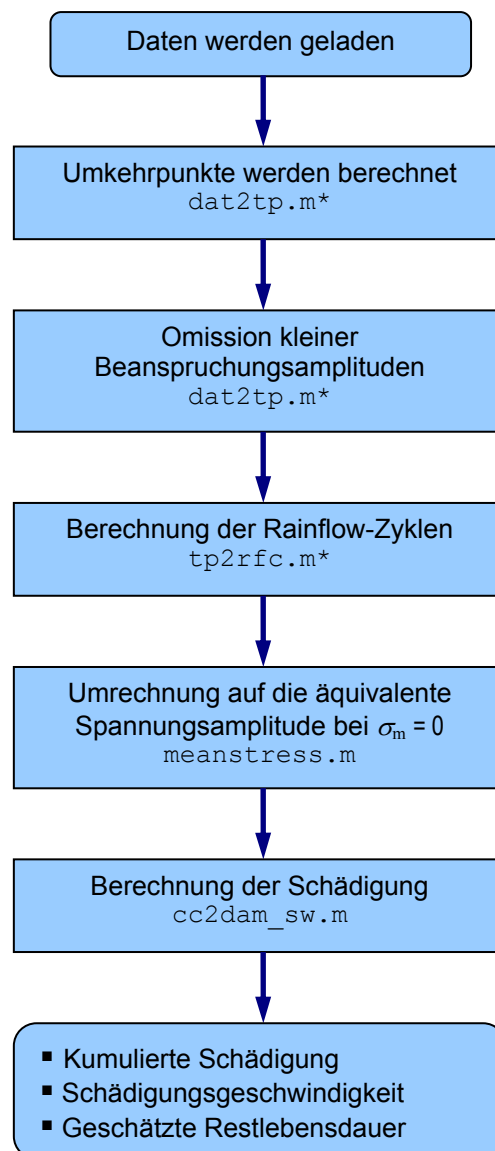 Daten werden geladen
Umkehrpunkte werden berechnet
dat2tp.m*
Omission kleiner
Beanspruchungsamplituden
dat2tp.m*
Berechnung der Rainflow-Zyklen
tp2rfc.m*
Umrechnung auf die äquivalente
Spannungsamplitude bei σm = 0
meanstress.m
Berechnung der Schädigung
cc2dam_sw.m
▪ Kumulierte Schädigung
▪ Schädigungsgeschwindigkeit
▪ Geschätzte Restlebensdauer